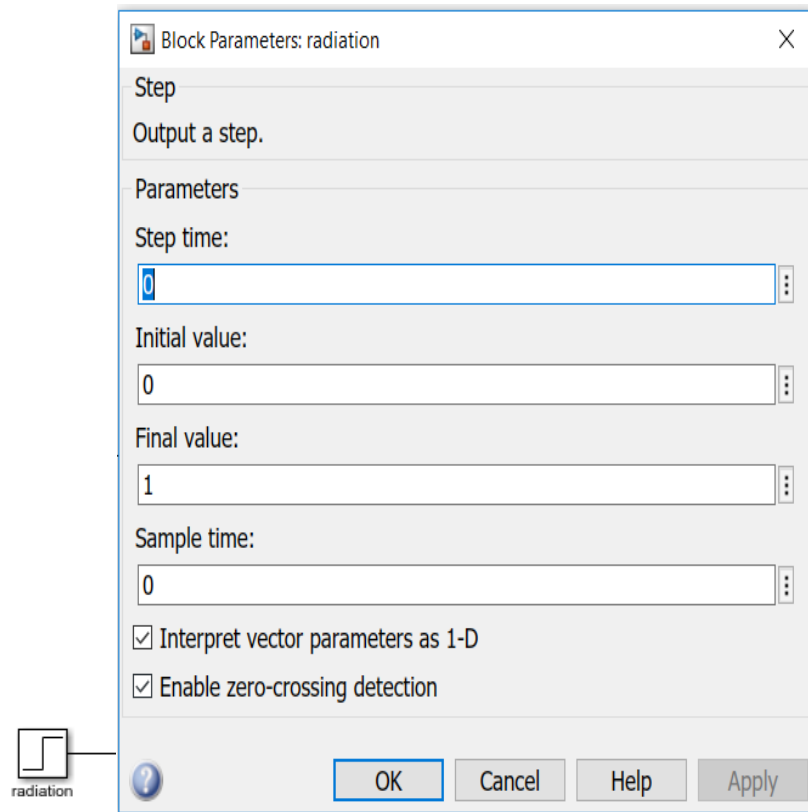 Block Parameters: radiation
Step
Output a step.
Parameters
Step time:
0
Initial value:
0
Final value:
1
Sample time:
0
Interpret vector parameters as 1-D
Enable zero-crossing detection
radiation
? OK Cancel Help Apply